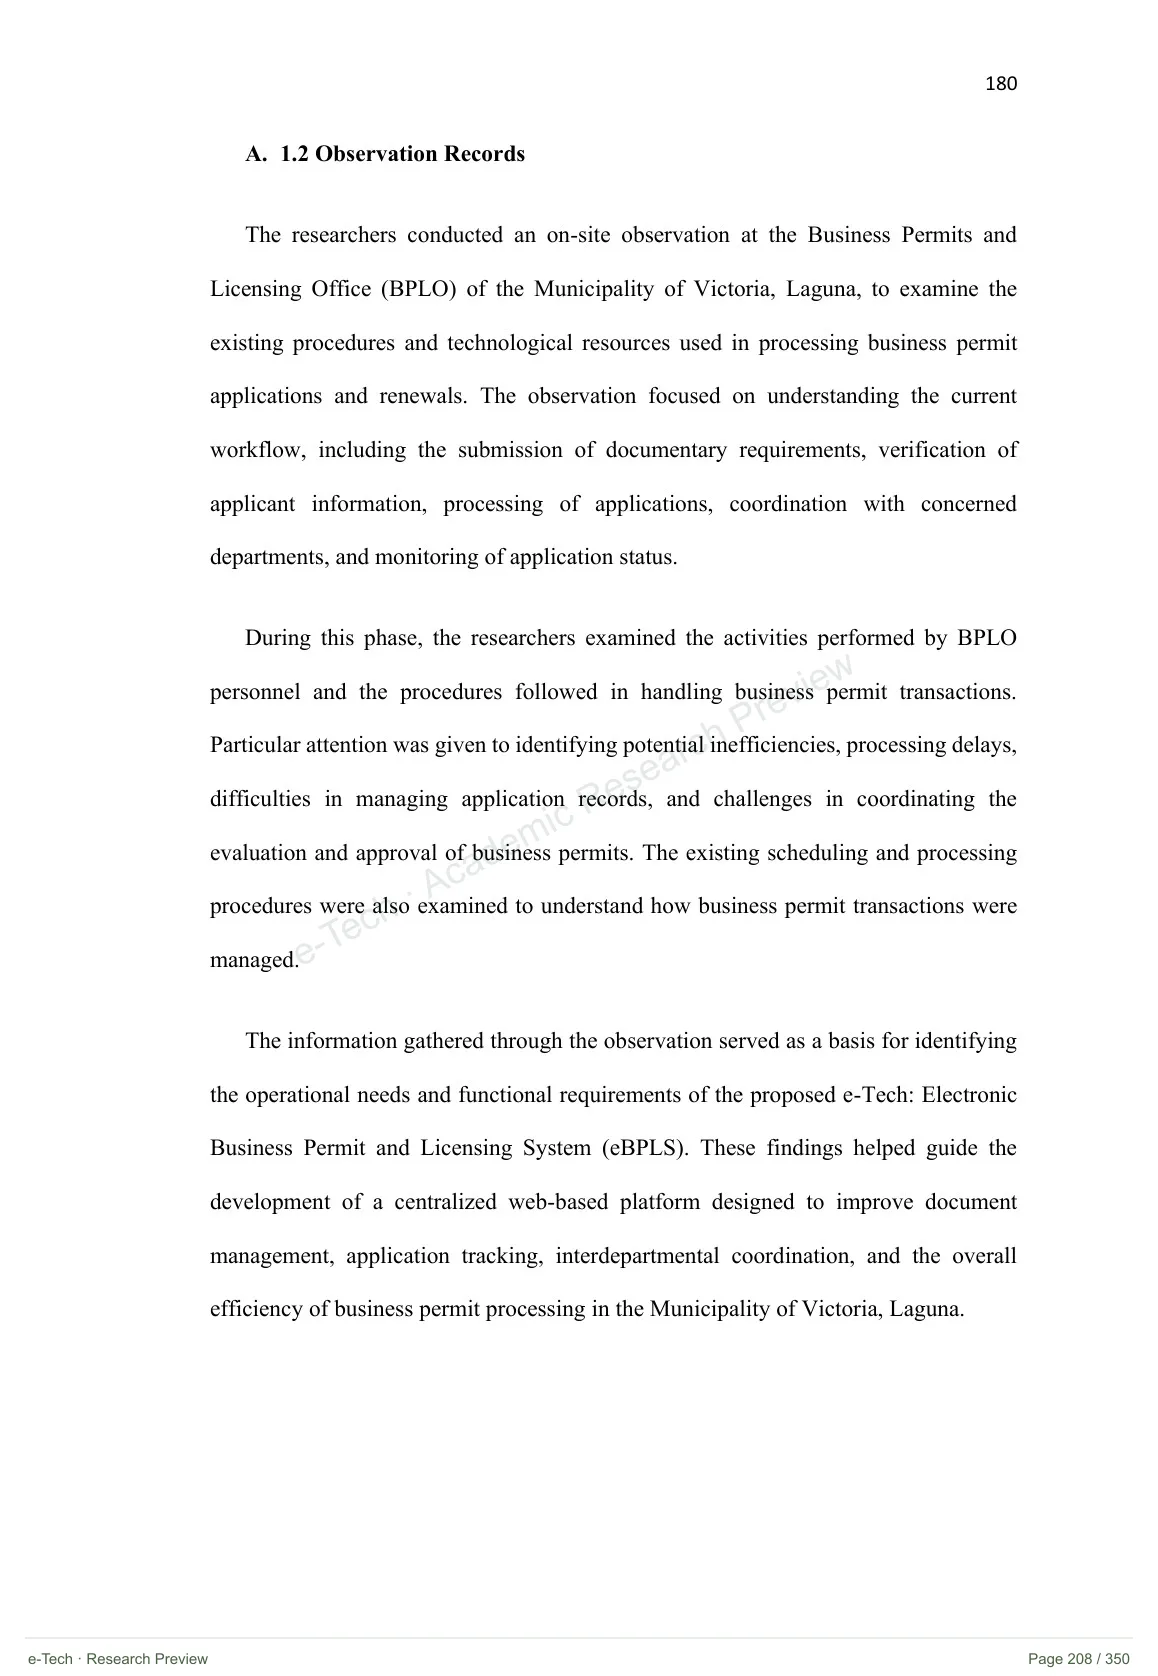 180
A. 1.2 Observation Records
The researchers conducted an on-site observation at the Business Permits and
Licensing Office (BPLO) of the Municipality of Victoria, Laguna, to examine the
existing procedures and technological resources used in processing business permit
applications and renewals. The observation focused on understanding the current
workflow, including the submission of documentary requirements, verification of
applicant information, processing of applications, coordination with concerned
departments, and monitoring of application status.
During this phase, the researchers examined the activities performed by BPLO
personnel and the procedures followed in handling business permit transactions.
Particular attention was given to identifying potential inefficiencies, processing delays,
difficulties in managing application records, and challenges in coordinating the
evaluation and approval of business permits. The existing scheduling and processing
procedures were also examined to understand how business permit transactions were
managed.
e-Tech · Academic Research Preview
The information gathered through the observation served as a basis for identifying
the operational needs and functional requirements of the proposed e-Tech: Electronic
Business Permit and Licensing System (eBPLS). These findings helped guide the
development of a centralized web-based platform designed to improve document
management, application tracking, interdepartmental coordination, and the overall
efficiency of business permit processing in the Municipality of Victoria, Laguna.
e-Tech · Research Preview
Page 208 / 350